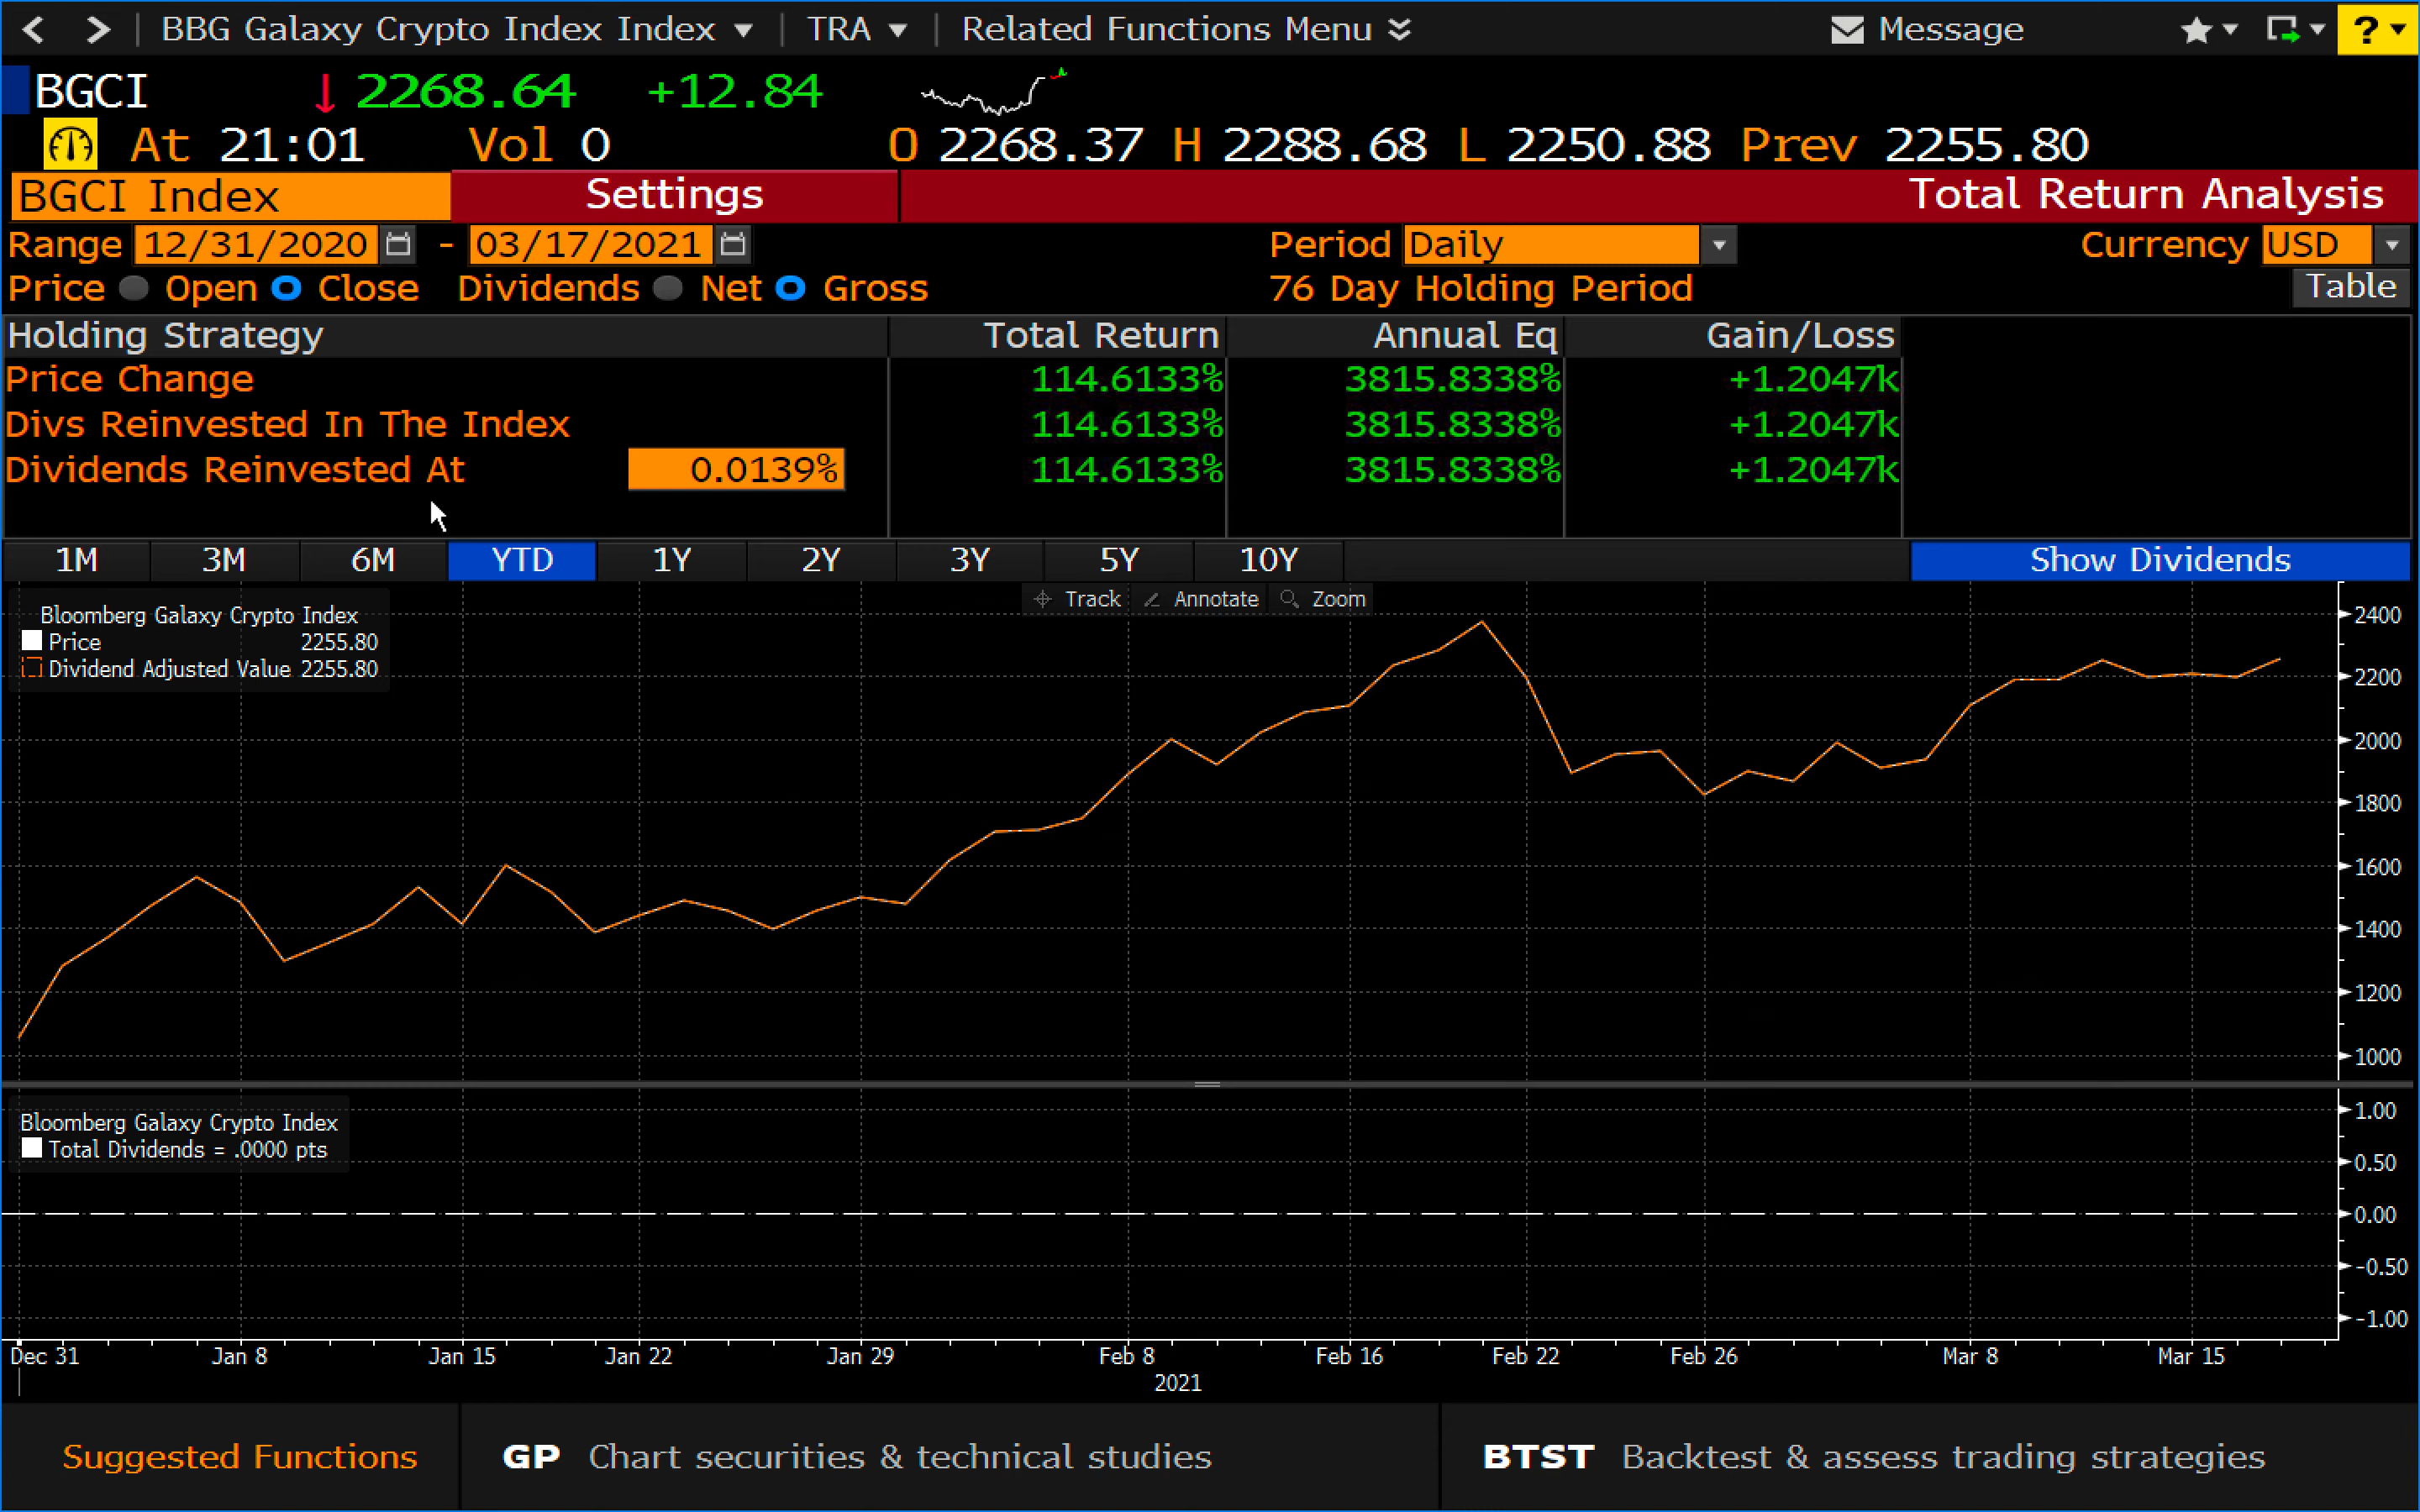 BBG Galaxy Crypto Index Index TRA Related Functions Menu Message ?
BGCI 2268.64 +12.84
At 21:01 Vol 0 O 2268.37 H 2288.68 L 2250.88 Prev 2255.80
BGCI Index Settings Total Return Analysis
Range 12/31/2020 - 03/17/2021 Period Daily Currency USD
Price Open Close Dividends Net Gross 76 Day Holding Period Table
Holding Strategy Total Return Annual Eq Gain/Loss
Price Change 114.6133% 3815.8338% +1.2047k
Divs Reinvested In The Index 114.6133% 3815.8338% +1.2047k
Dividends Reinvested At 0.0139% 114.6133% 3815.8338% +1.2047k
1M 3M 6M YTD 1Y 2Y 3Y 5Y 10Y Show Dividends
Track Annotate Zoom
Bloomberg Galaxy Crypto Index
Price 2255.80
Dividend Adjusted Value 2255.80
2400
2200
2000
1800
1600
1400
1200
1000
Bloomberg Galaxy Crypto Index
Total Dividends = .0000 pts
1.00
0.50
0.00
-0.50
-1.00
Dec 31 Jan 8 Jan 15 Jan 22 Jan 29 Feb 8 Feb 16 Feb 22 Feb 26 Mar 8 Mar 15
2021
Suggested Functions GP Chart securities & technical studies BTST Backtest & assess trading strategies